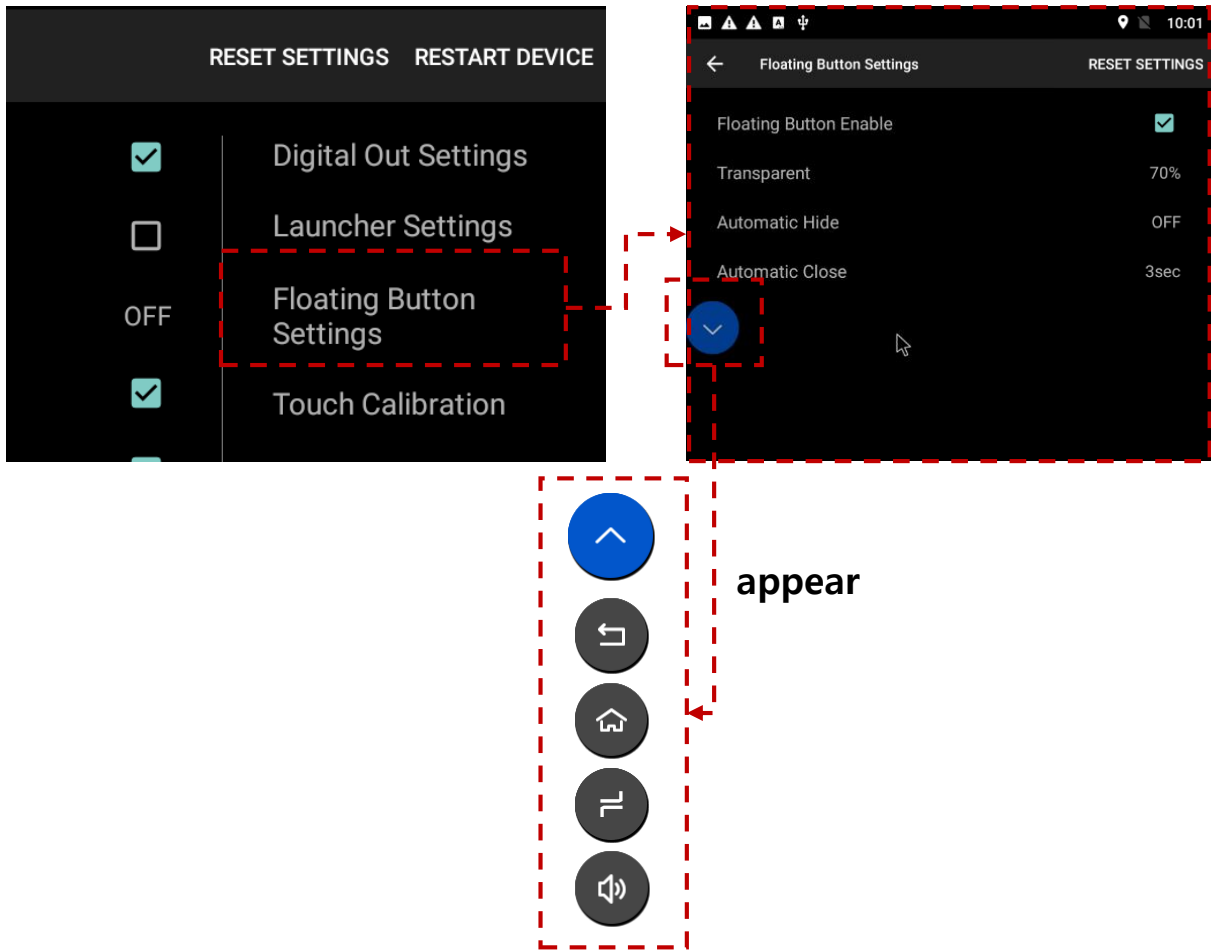 RESET SETTINGS RESTART DEVICE
Digital Out Settings
Launcher Settings
OFF
Floating Button
Settings
Touch Calibration
A 10:01
Floating Button Settings RESET SETTINGS
Floating Button Enable
Transparent 70%
Automatic Hide OFF
Automatic Close 3sec
appear